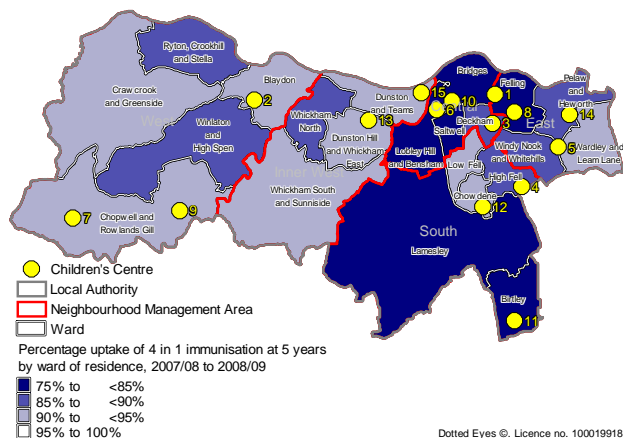 Ryton, Crookhill
and Stella
Bridges
Felling
Pelaw
and
Heworth
Blaydon
Craw crook
and Greenside
Dunston
and Teams
15
10
1
2
West
Winlaton
and
High Spen
Whickham
North
13
6
Central
8
14
Deckham
3
East
Saltwell
Dunston Hill
and Whickham
East
Lobley Hill
and Bensham
Windy Nook
and Whitehills
5
Wardley and
Leam Lane
Low Fell
Inner West
High Fell
4
Whickham South
and Sunniside
Chowdene
12
7
Chopwell and
Rowlands Gill
9
South
Lamesley
Children's Centre
Local Authority
Neighbourhood Management Area
Ward
Birtley
11
Percentage uptake of 4 in 1 immunisation at 5 years
by ward of residence, 2007/08 to 2008/09
75% to <85%
85% to <90%
90% to <95%
95% to 100%
Dotted Eyes ©. Licence no. 100019918